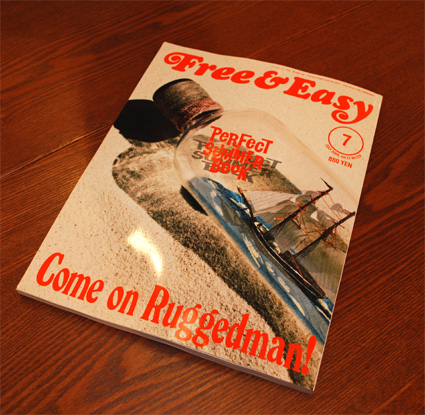 Free & Easy
PERFECT
SUMMER
BOOK
7
880 YEN
Come on Ruggedman!